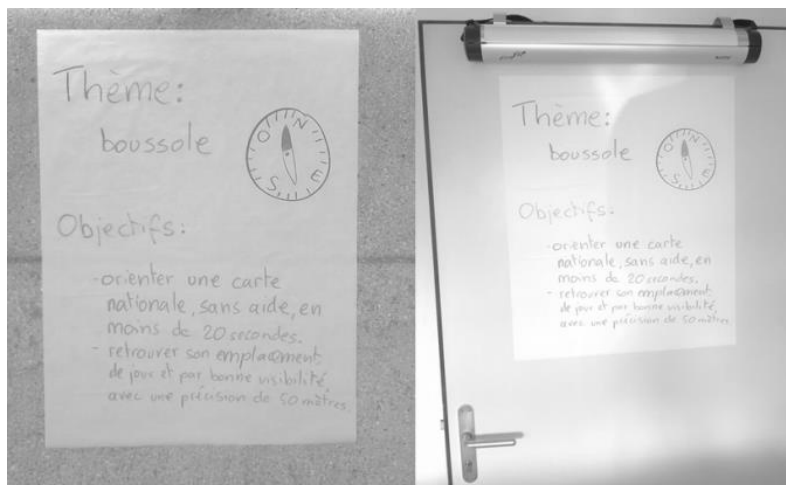 Thème:
boussole
N
O
E
S
Objectifs:
- orienter une carte
nationale, sans aide, en
moins de 20 secondes.
- retrouver son emplacement
de jour et par bonne visibilité,
avec une précision de 50 mètres.
Thème:
boussole
N
O
E
S
Objectifs:
- orienter une carte
nationale, sans aide, en
moins de 20 secondes.
- retrouver son emplacement
de jour et par bonne visibilité,
avec une précision de 50 mètres